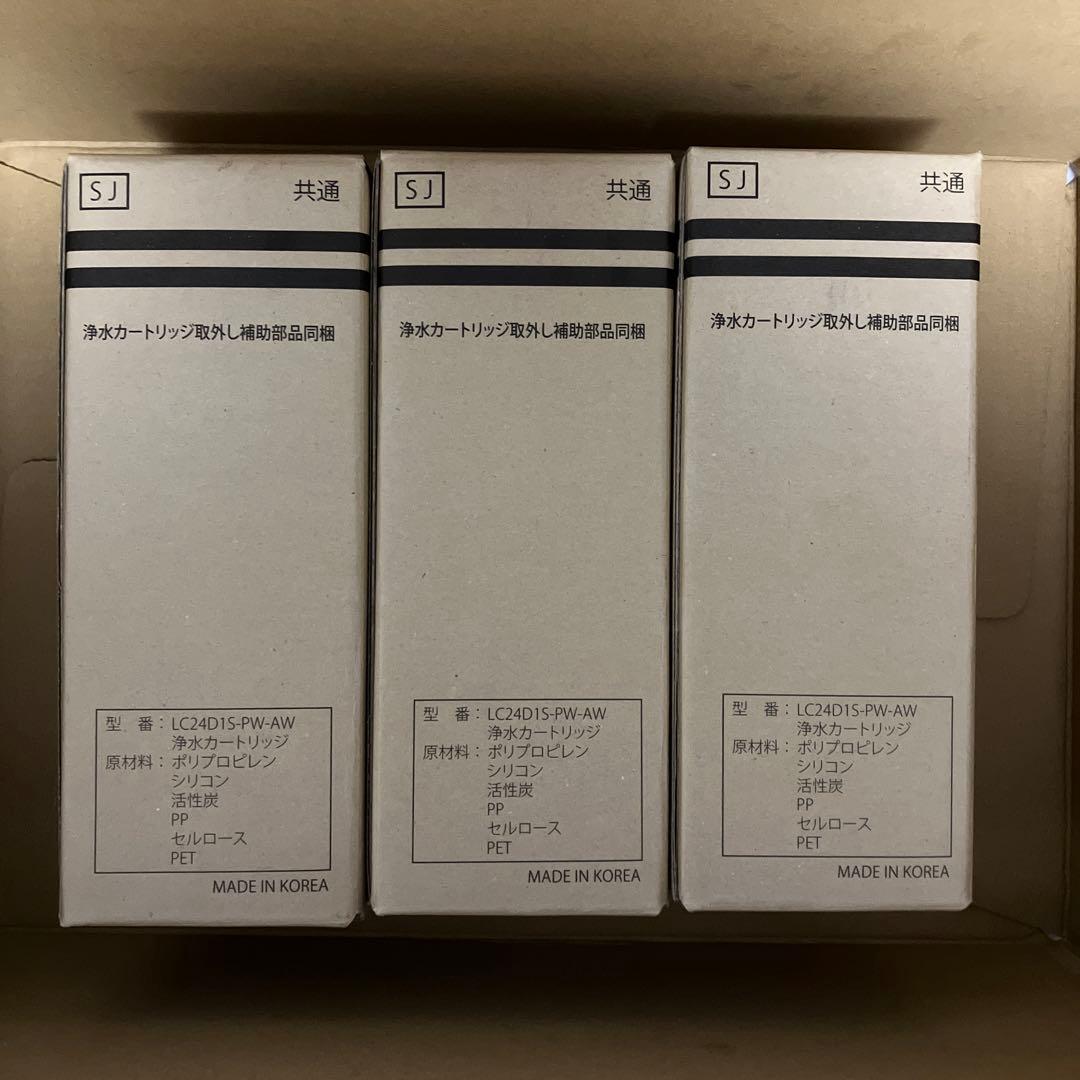 SJ 共通
浄水カートリッジ取外し補助部品同梱
型 番：LC24D1S-PW-AW
浄水カートリッジ
原材料：ポリプロピレン
シリコン
活性炭
PP
セルロース
PET
MADE IN KOREA
SJ 共通
浄水カートリッジ取外し補助部品同梱
型 番：LC24D1S-PW-AW
浄水カートリッジ
原材料：ポリプロピレン
シリコン
活性炭
PP
セルロース
PET
MADE IN KOREA
SJ 共通
浄水カートリッジ取外し補助部品同梱
型 番：LC24D1S-PW-AW
浄水カートリッジ
原材料：ポリプロピレン
シリコン
活性炭
PP
セルロース
PET
MADE IN KOREA